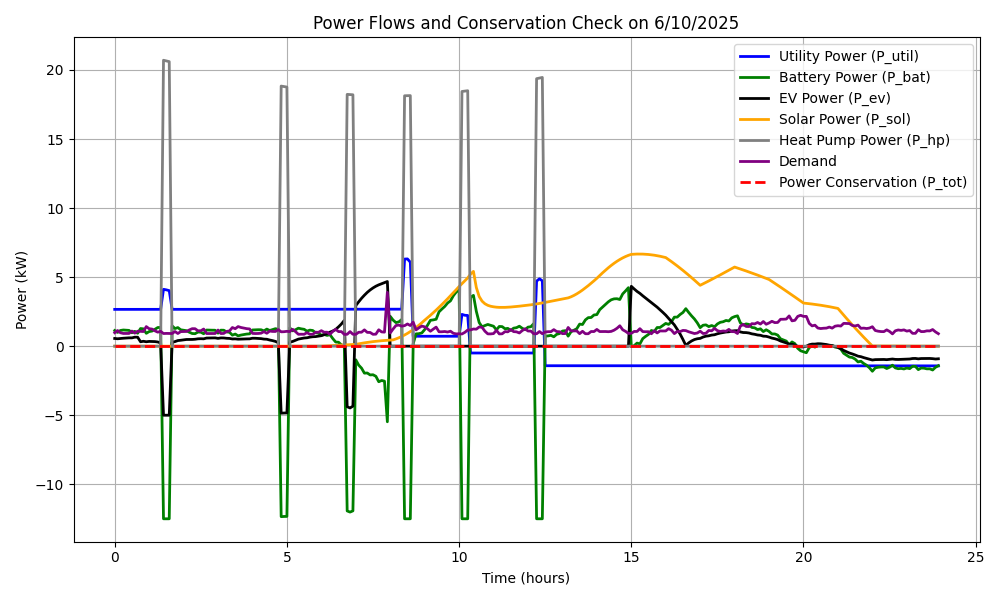 Power Flows and Conservation Check on 6/10/2025
Utility Power (P_util)
Battery Power (P_bat)
EV Power (P_ev)
Solar Power (P_sol)
Heat Pump Power (P_hp)
Demand
Power Conservation (P_tot)
Power (kW)
20
15
10
5
0
−5
−10
0
5
10
15
20
25
Time (hours)